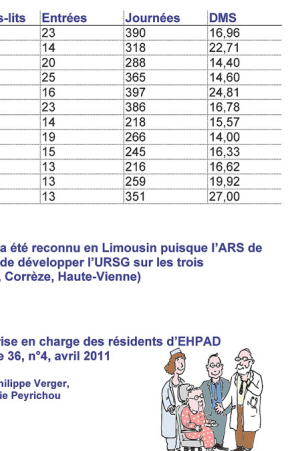 s-lits Entrées Journées DMS
23 390 16,96
14 318 22,71
20 288 14,40
25 365 14,60
16 397 24,81
23 386 16,78
14 218 15,57
19 266 14,00
15 245 16,33
13 216 16,62
13 259 19,92
13 351 27,00
a été reconnu en Limousin puisque l'ARS de
de développer l'URSG sur les trois
, Corrèze, Haute-Vienne)
rise en charge des résidents d'EHPAD
e 36, n°4, avril 2011
hilippe Verger,
ie Peyrichou